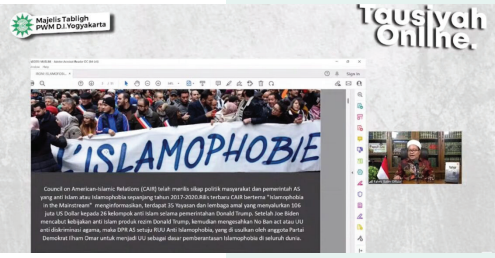 Majelis Tabligh
PWM D.I.Yogyakarta
Tausiyah
Online.
Sign in
L'ISLAMOPHOBIE
Council on American-Islamic Relations (CAIR) telah merilis sikap politik masyarakat dan pemerintah AS
yang anti Islam atau Islamophobia sepanjang tahun 2017-2020.Rilis terbaru CAIR bertema "Islamophobia
in the Mainstream" menginformasikan, terdapat 35 Yayasan dan lembaga amal yang menyalurkan 106
juta US Dollar kepada 26 kelompok anti Islam selama pemerintahan Donald Trump. Setelah Joe Biden
mencabut kebijakan anti Islam produk rezim Donald Trump, kemudian mengesahkan No Ban act atau UU
anti diskriminasi agama, maka DPR AS setuju RUU Anti Islamophobia, yang di usulkan oleh anggota Partai
Demokrat Ilham Omar untuk menjadi UU sebagai dasar pemberantasan Islamophobia di seluruh dunia.